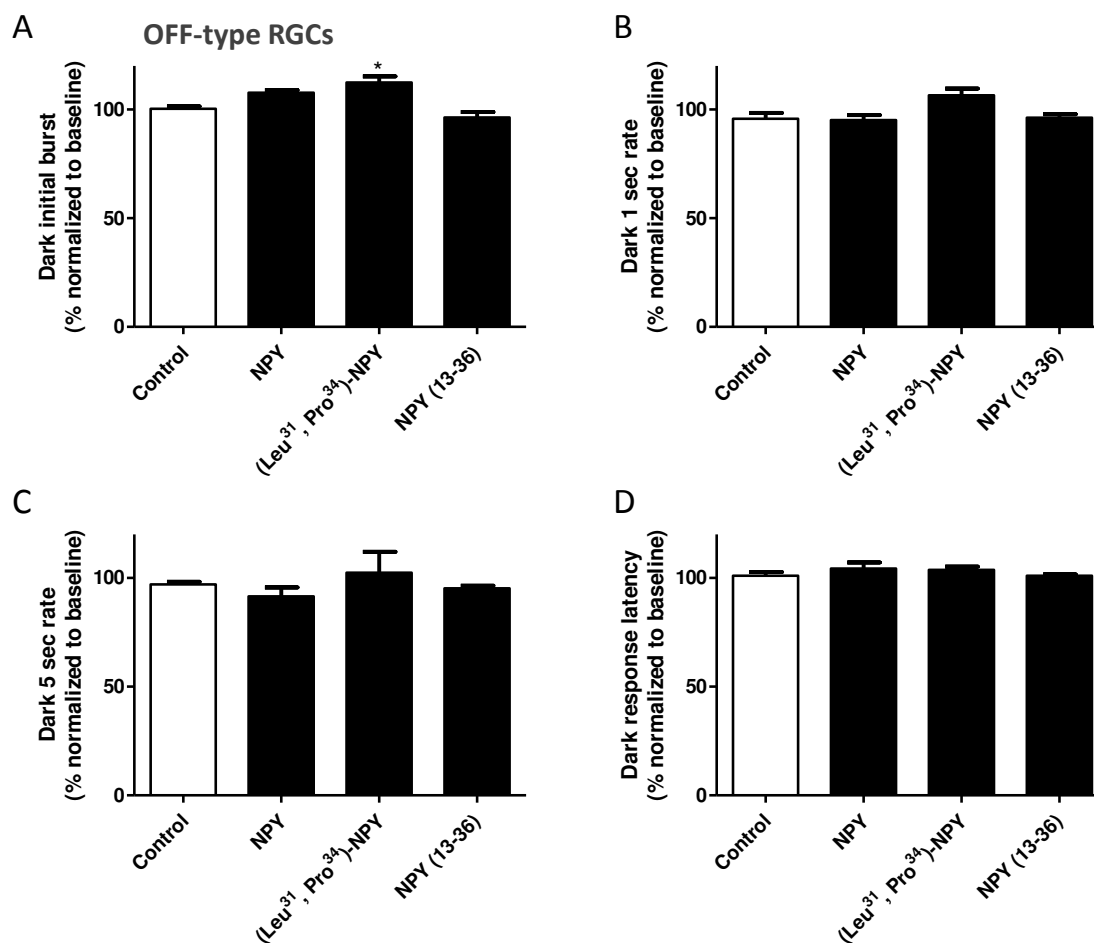 A
OFF-type RGCs
Dark initial burst
(% normalized to baseline)
100
50
0
*
Control
NPY
(Leu³¹, Pro³⁴)-NPY
NPY (13-36)
B
Dark 1 sec rate
(% normalized to baseline)
100
50
0
Control
NPY
(Leu³¹, Pro³⁴)-NPY
NPY (13-36)
C
Dark 5 sec rate
(% normalized to baseline)
100
50
0
Control
NPY
(Leu³¹, Pro³⁴)-NPY
NPY (13-36)
D
Dark response latency
(% normalized to baseline)
100
50
0
Control
NPY
(Leu³¹, Pro³⁴)-NPY
NPY (13-36)